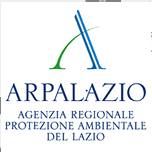 ARPALAZIO
AGENZIA REGIONALE
PROTEZIONE AMBIENTALE
DEL LAZIO